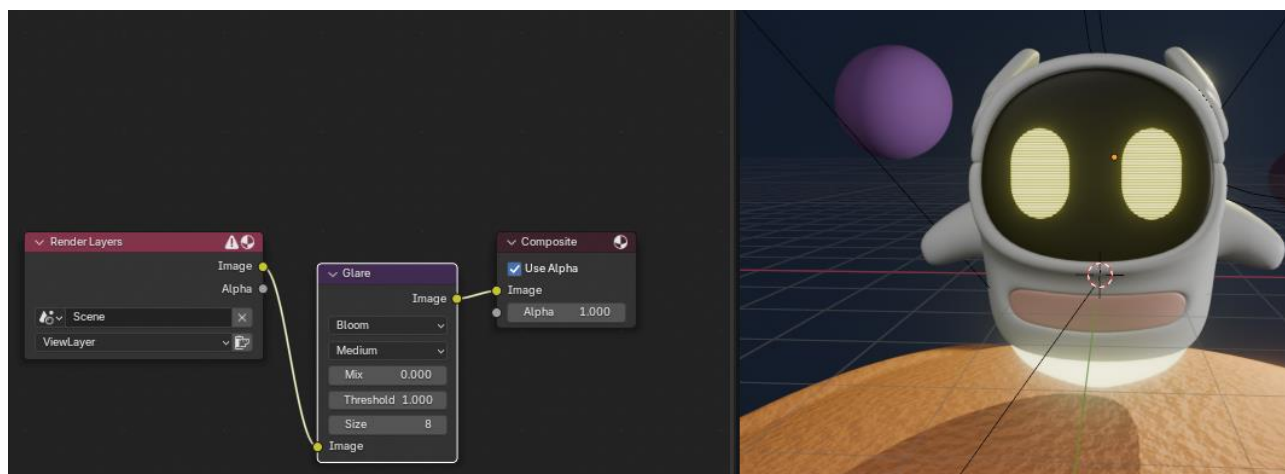 Render Layers
Image
Alpha
Scene
ViewLayer
Glare
Image
Bloom
Medium
Mix 0.000
Threshold 1.000
Size 8
Image
Composite
Use Alpha
Image
Alpha 1.000